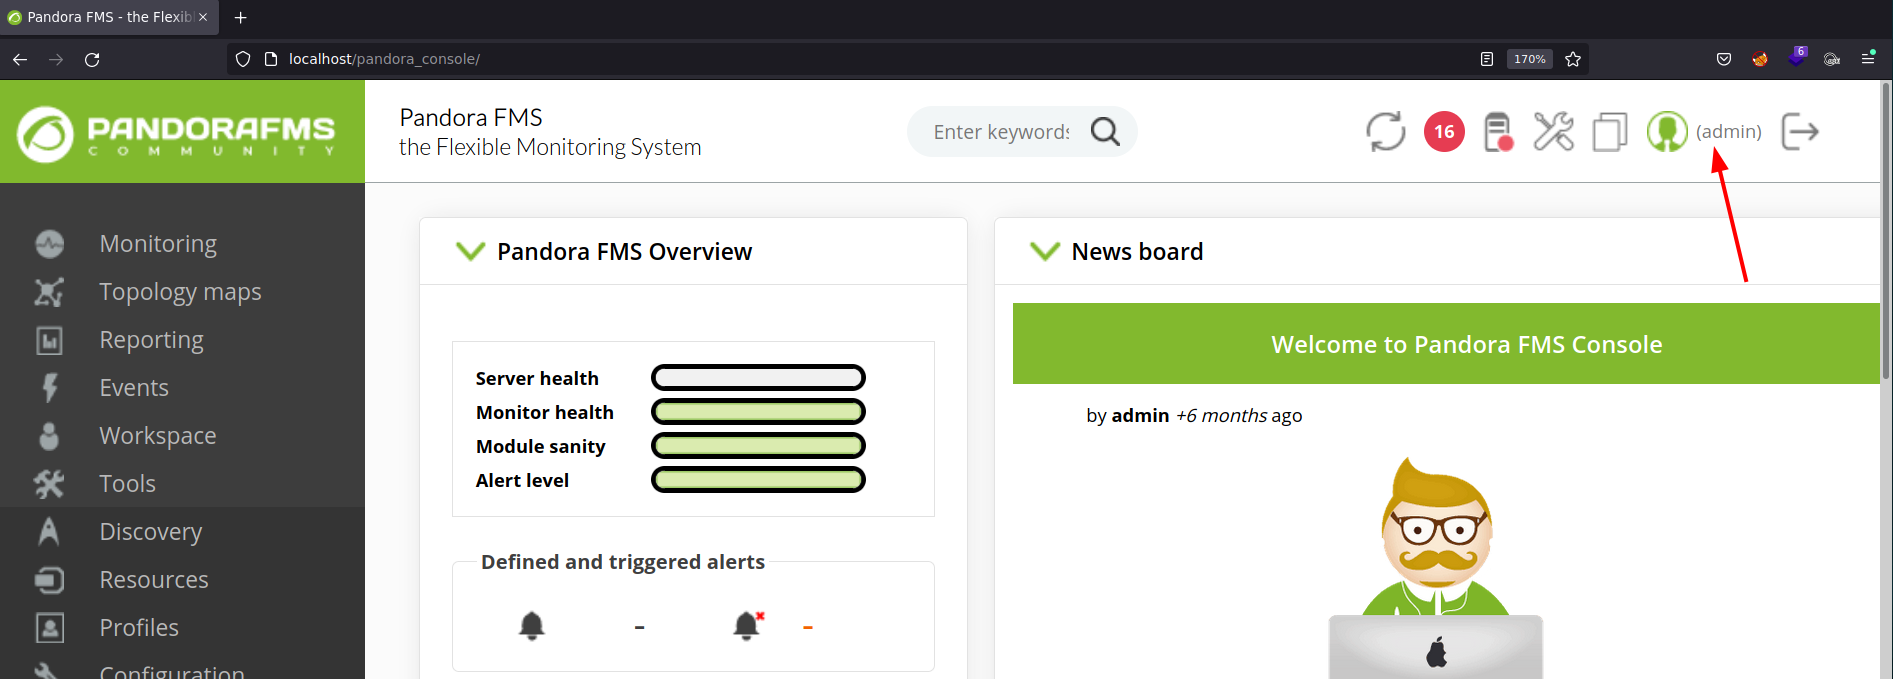 Pandora FMS - the Flexib
localhost/pandora_console/
170%
6
PANDORAFMS
COMMUNITY
Pandora FMS
the Flexible Monitoring System
Enter keywords
16
(admin)
Monitoring
Topology maps
Reporting
Events
Workspace
Tools
Discovery
Resources
Profiles
Configuration
Pandora FMS Overview
Server health
Monitor health
Module sanity
Alert level
Defined and triggered alerts
-
-
News board
Welcome to Pandora FMS Console
by admin +6 months ago